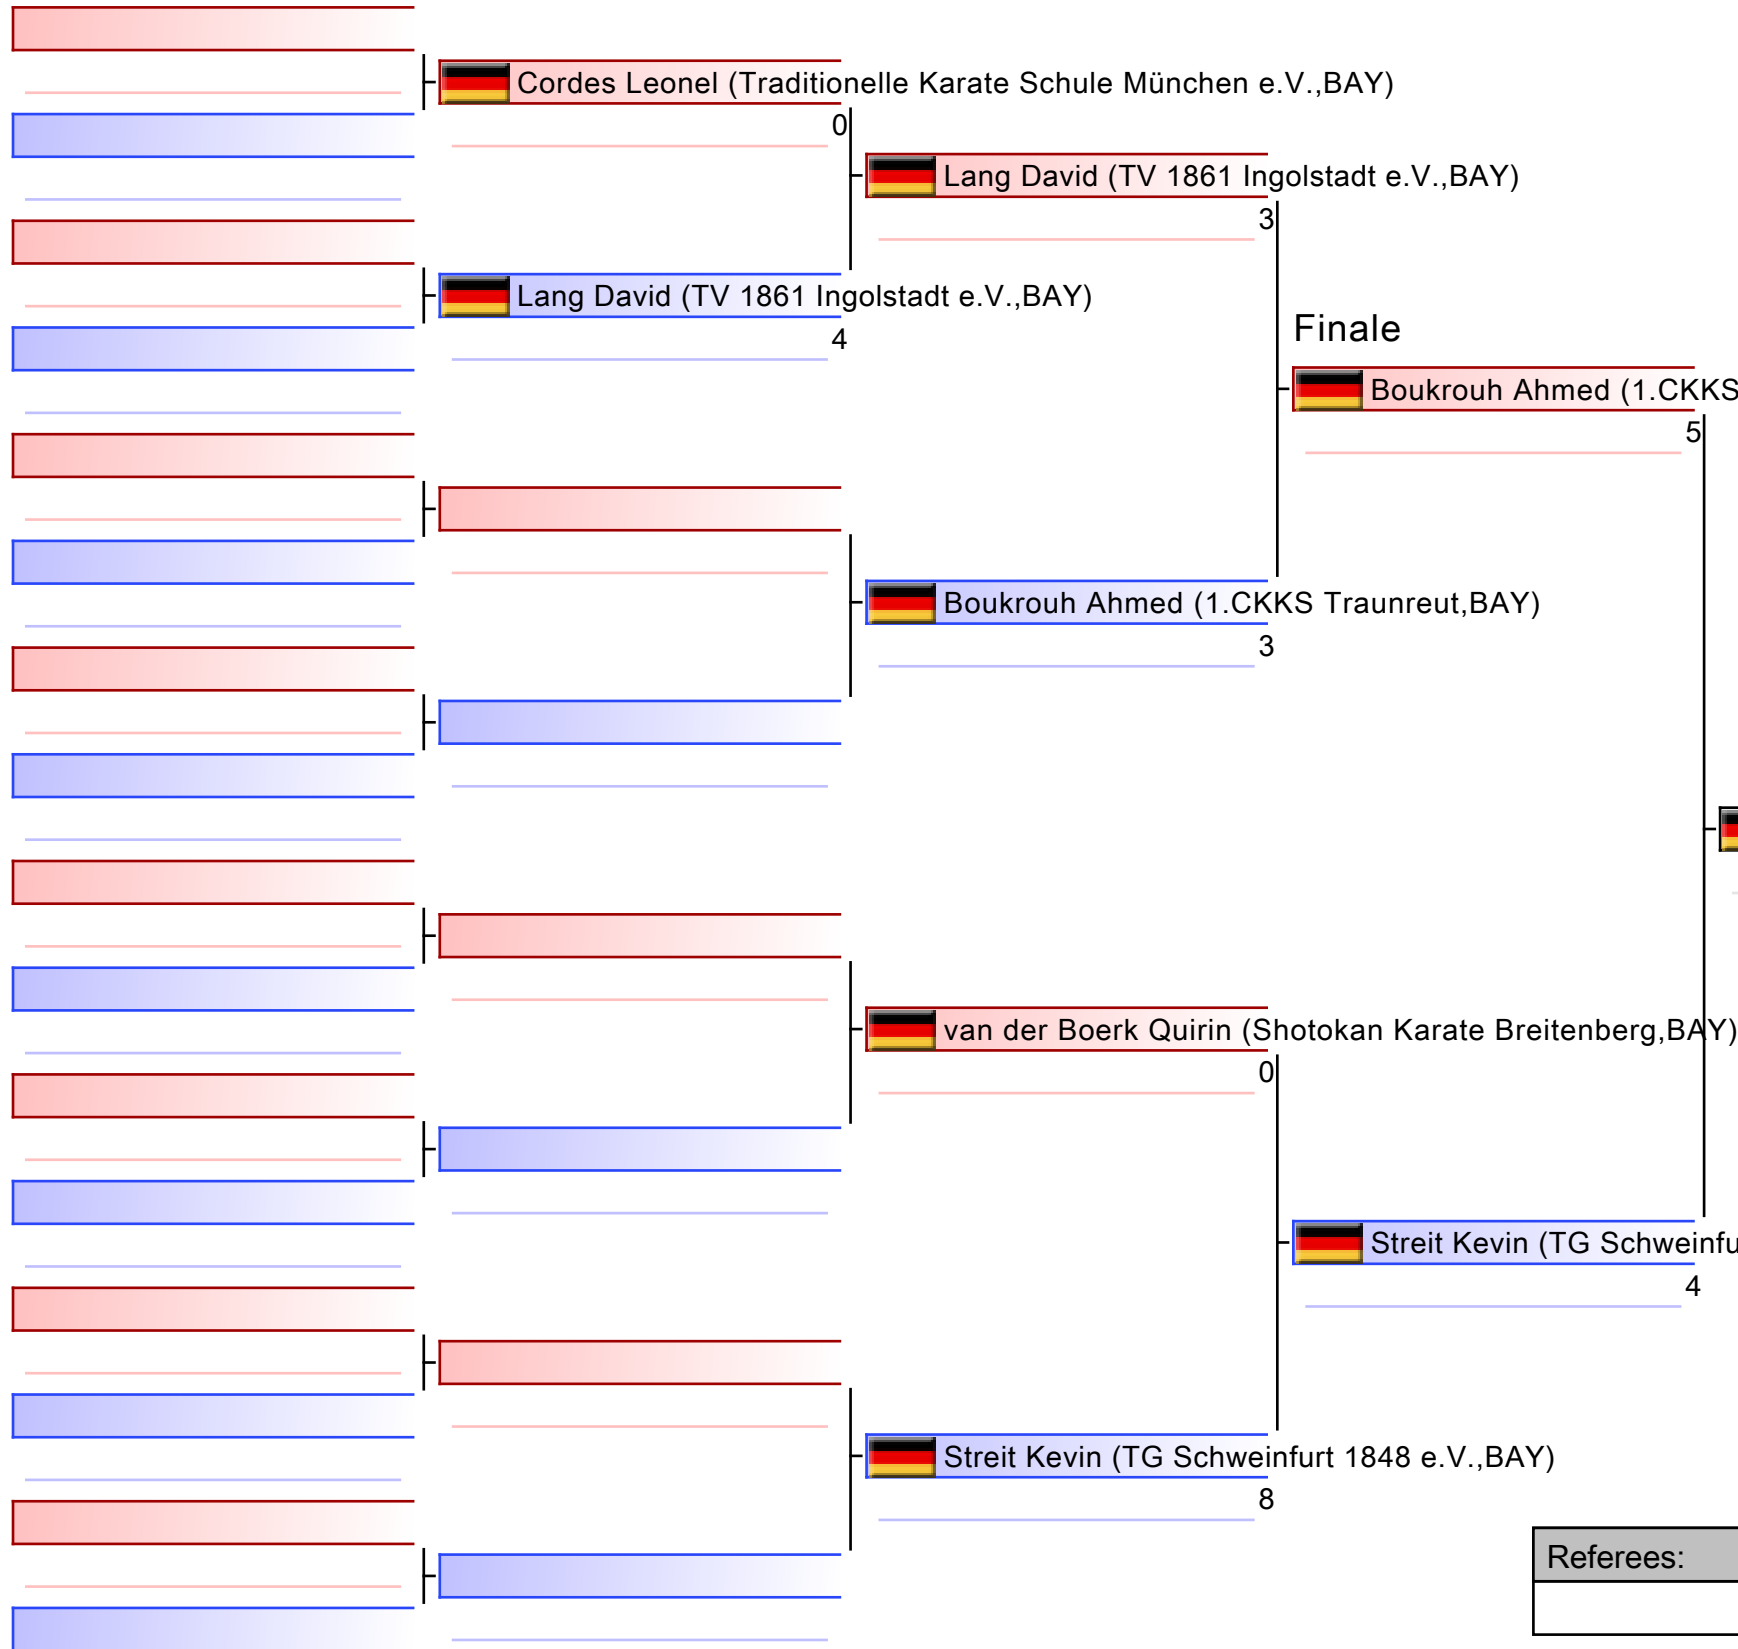 Cordes Leonel (Traditionelle Karate Schule München e.V.,BAY)
0
Lang David (TV 1861 Ingolstadt e.V.,BAY)
3
Lang David (TV 1861 Ingolstadt e.V.,BAY)
4
Finale
Boukrouh Ahmed (1.CKKS
5
Boukrouh Ahmed (1.CKKS Traunreut,BAY)
3
van der Boerk Quirin (Shotokan Karate Breitenberg,BAY)
0
Streit Kevin (TG Schweinfu
4
Streit Kevin (TG Schweinfurt 1848 e.V.,BAY)
8
Referees: